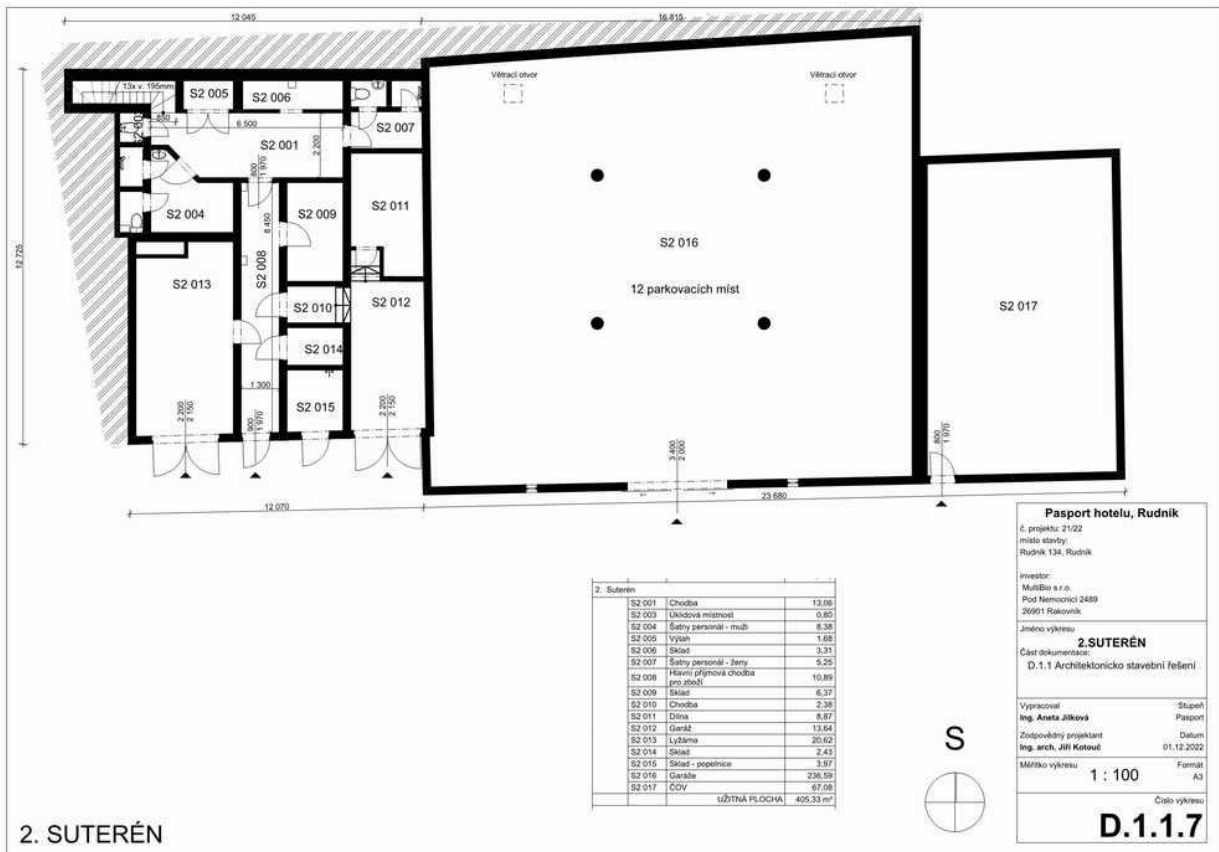 12 045
16 815
12 725
13x v. 195mm
Větrací otvor
Větrací otvor
S2 005
S2 006
S2 003
850
6 500
S2 007
S2 001
2 200
800
1 970
S2 004
S2 009
S2 011
6 450
S2 008
S2 016
S2 013
12 parkovacích míst
S2 010
S2 012
S2 017
S2 014
1 300
S2 015
2 200
2 150
900
1 970
2 200
2 150
3 400
2 000
800
1 970
12 070
23 680
2. Suterén
S2 001 Chodba 13,06
S2 003 Úklidová místnost 0,80
S2 004 Šatny personál - muži 8,38
S2 005 Výtah 1,68
S2 006 Sklad 3,31
S2 007 Šatny personál - ženy 5,25
S2 008 Hlavní příjmová chodba pro zboží 10,89
S2 009 Sklad 6,37
S2 010 Chodba 2,38
S2 011 Dílna 8,87
S2 012 Garáž 13,64
S2 013 Lyžárna 20,62
S2 014 Sklad 2,43
S2 015 Sklad - popelnice 3,97
S2 016 Garáže 236,59
S2 017 ČOV 67,08
UŽITNÁ PLOCHA 405,33 m²
S
Pasport hotelu, Rudník
č. projektu: 21/22
místo stavby:
Rudník 134, Rudník
investor:
MultiBio s.r.o.
Pod Nemocnicí 2489
26901 Rakovník
Jméno výkresu
2.SUTERÉN
Část dokumentace:
D.1.1 Architektonicko stavební řešení
Vypracoval Stupeň
Ing. Aneta Jílková Pasport
Zodpovědný projektant Datum
Ing. arch. Jiří Kotouč 01.12.2022
Měřítko výkresu Formát
1 : 100 A3
Číslo výkresu
D.1.1.7
2. SUTERÉN